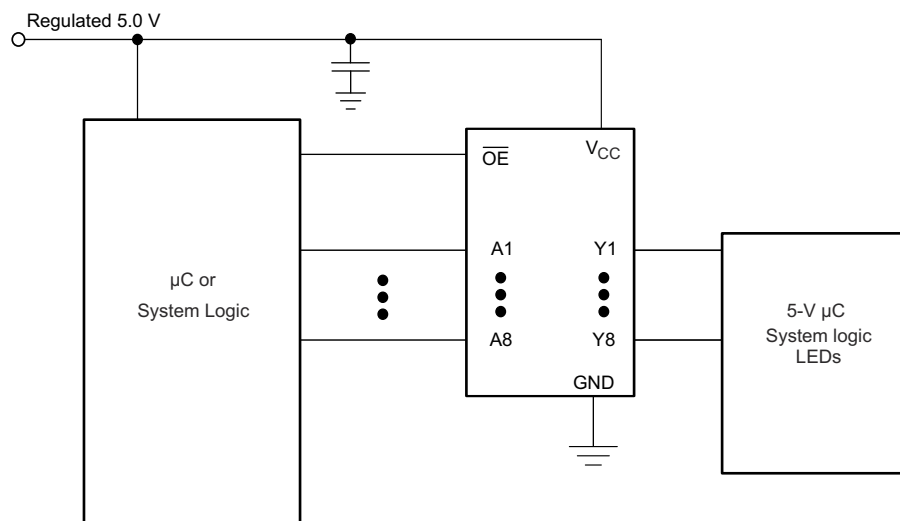 Regulated 5.0 V
OE VCC
A1 Y1
µC or
System Logic
5-V µC
System logic
LEDs
A8 Y8
GND